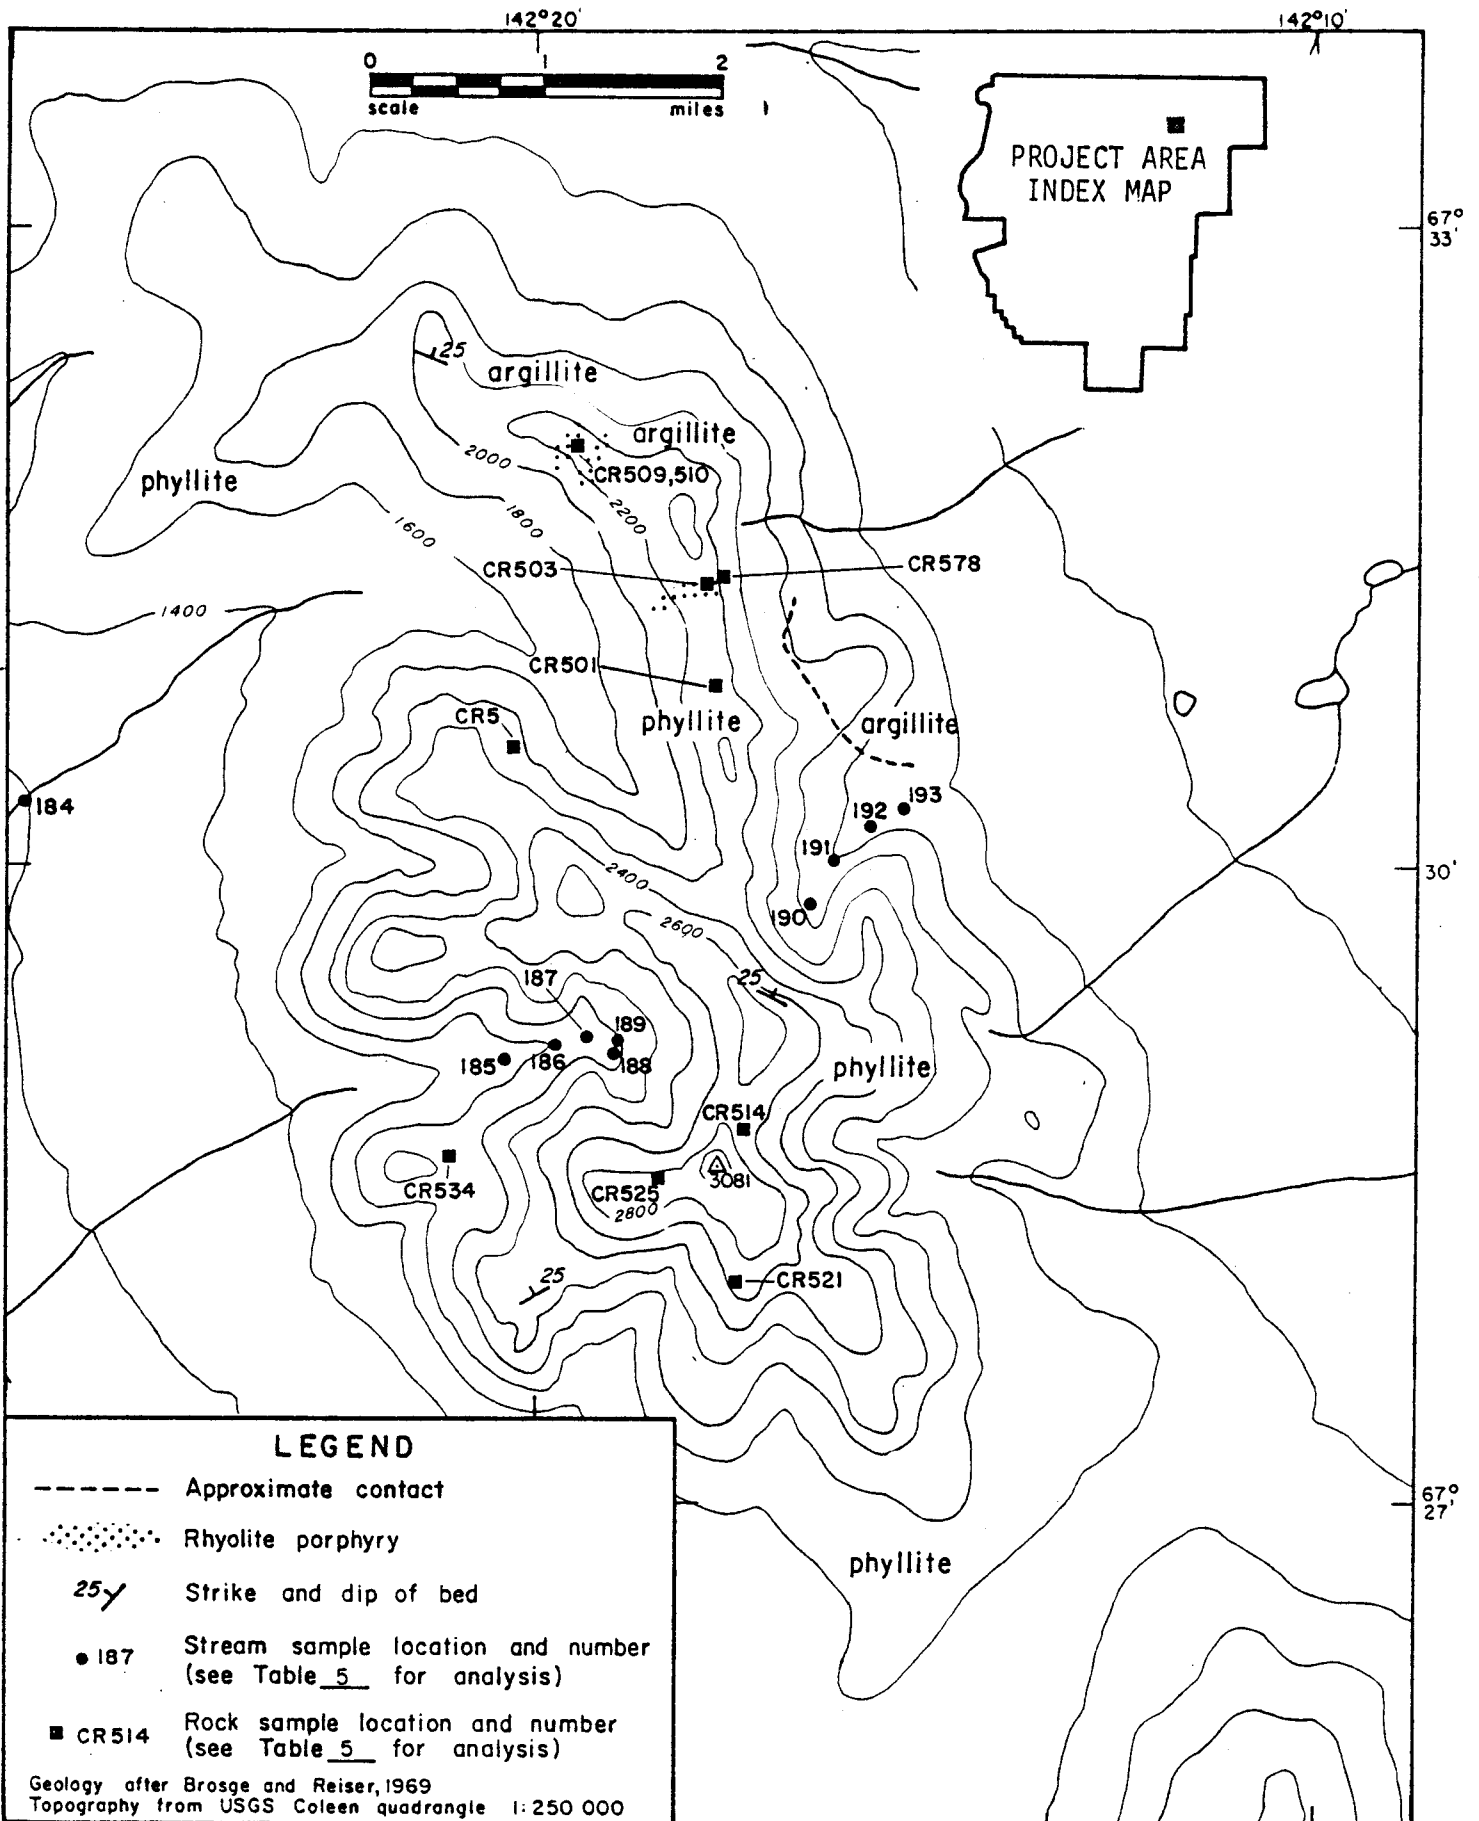 142°20'
142°10'
0 1 2
scale miles
PROJECT AREA
INDEX MAP
67°
33'
25
argillite
argillite
2000
CR509,510
phyllite
2200
1800
1600
CR503
CR578
1400
CR501
CR5
phyllite
argillite
184
193
192
191
30'
2400
190
2600
187
25
189
185
186
188
phyllite
CR514
3081
CR534
CR525
2800
25
CR521
LEGEND
Approximate contact
Rhyolite porphyry
25 Strike and dip of bed
187 Stream sample location and number
(see Table 5 for analysis)
CR514 Rock sample location and number
(see Table 5 for analysis)
Geology after Brosge and Reiser, 1969
Topography from USGS Coleen quadrangle 1:250 000
67°
27'
phyllite